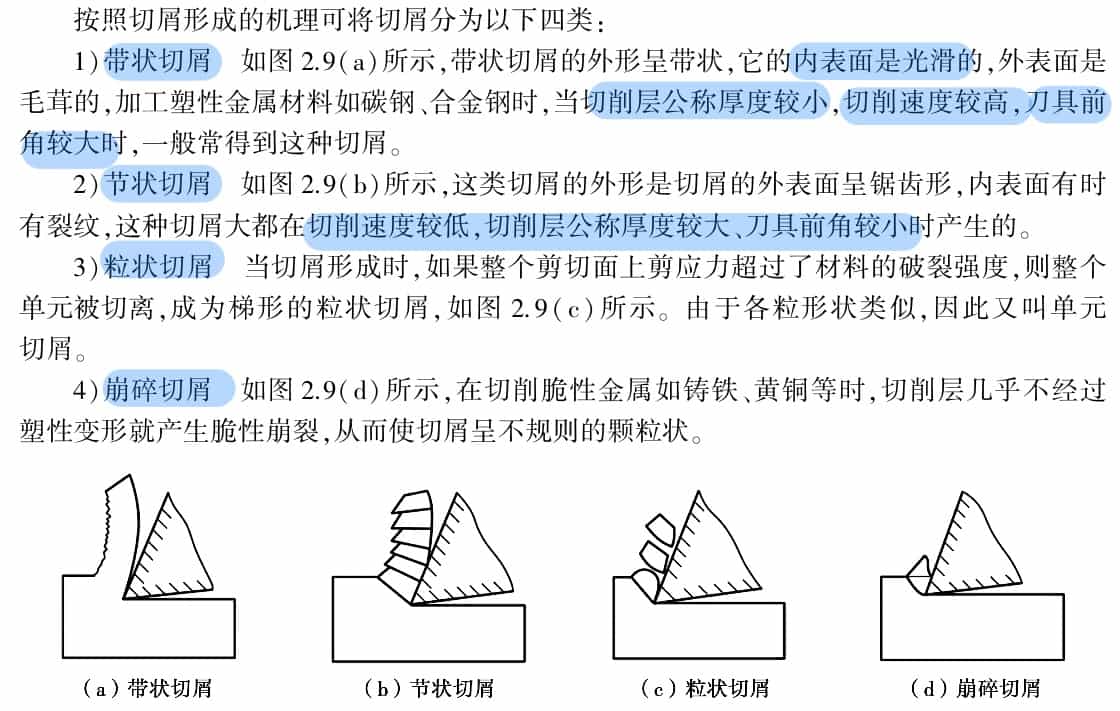 按照切屑形成的机理可将切屑分为以下四类：
1) 带状切屑 如图 2.9(a)所示，带状切屑的外形呈带状，它的内表面是光滑的，外表面是
毛茸的，加工塑性金属材料如碳钢、合金钢时，当切削层公称厚度较小，切削速度较高，刀具前
角较大时，一般常得到这种切屑。
2) 节状切屑 如图 2.9(b)所示，这类切屑的外形是切屑的外表面呈锯齿形，内表面有时
有裂纹，这种切屑大都在切削速度较低，切削层公称厚度较大、刀具前角较小时产生的。
3) 粒状切屑 当切屑形成时，如果整个剪切面上剪应力超过了材料的破裂强度，则整个
单元被切离，成为梯形的粒状切屑，如图 2.9(c)所示。由于各粒形状类似，因此又叫单元
切屑。
4) 崩碎切屑 如图 2.9(d)所示，在切削脆性金属如铸铁、黄铜等时，切削层几乎不经过
塑性变形就产生脆性崩裂，从而使切屑呈不规则的颗粒状。
(a)带状切屑 (b)节状切屑 (c)粒状切屑 (d)崩碎切屑